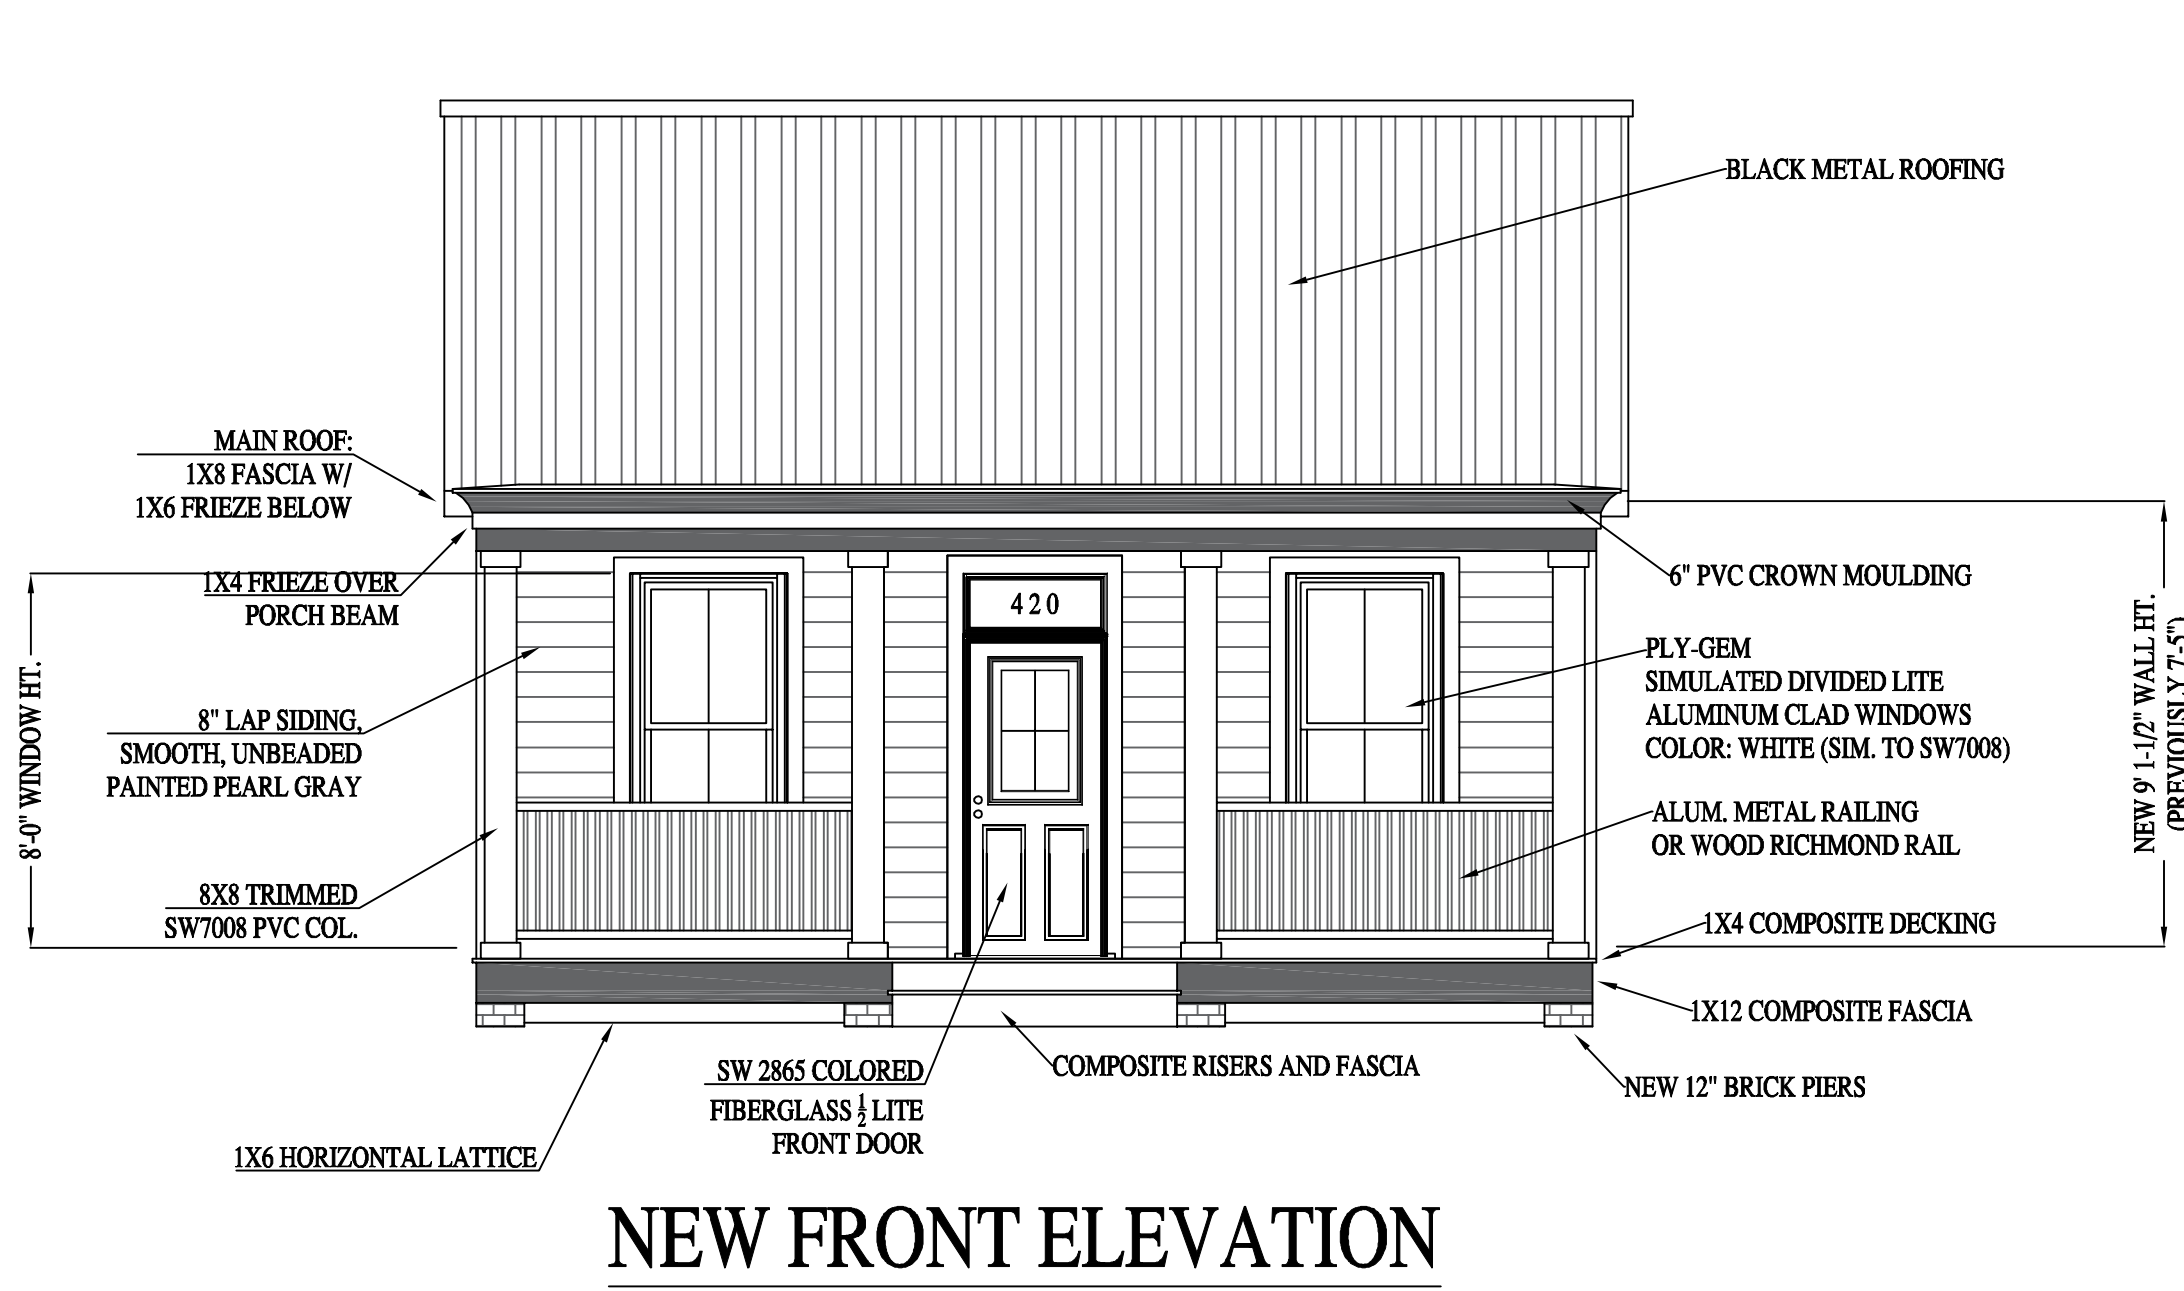 BLACK METAL ROOFING
MAIN ROOF:
1X8 FASCIA W/
1X6 FRIEZE BELOW
1X4 FRIEZE OVER
PORCH BEAM
8'-0" WINDOW HT.
8" LAP SIDING,
SMOOTH, UNBEADED
PAINTED PEARL GRAY
8X8 TRIMMED
SW7008 PVC COL.
420
6" PVC CROWN MOULDING
PLY-GEM
SIMULATED DIVIDED LITE
ALUMINUM CLAD WINDOWS
COLOR: WHITE (SIM. TO SW7008)
ALUM. METAL RAILING
OR WOOD RICHMOND RAIL
NEW 9' 1-1/2" WALL HT.
(PREVIOUSLY 7'-5")
1X4 COMPOSITE DECKING
1X12 COMPOSITE FASCIA
NEW 12" BRICK PIERS
COMPOSITE RISERS AND FASCIA
SW 2865 COLORED
FIBERGLASS 1/2 LITE
FRONT DOOR
1X6 HORIZONTAL LATTICE
NEW FRONT ELEVATION